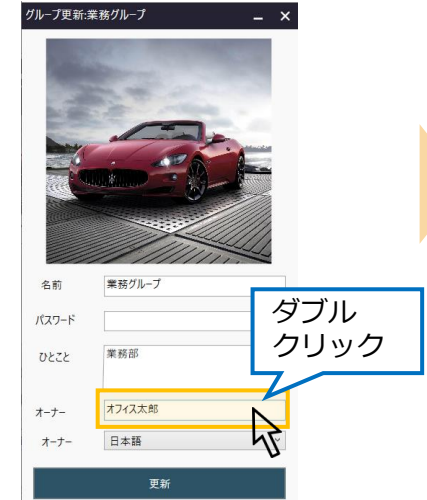 グループ更新:業務グループ
名前
業務グループ
パスワード
ひとこと
業務部
オーナー
オフィス太郎
オーナー
日本語
更新
ダブル
クリック